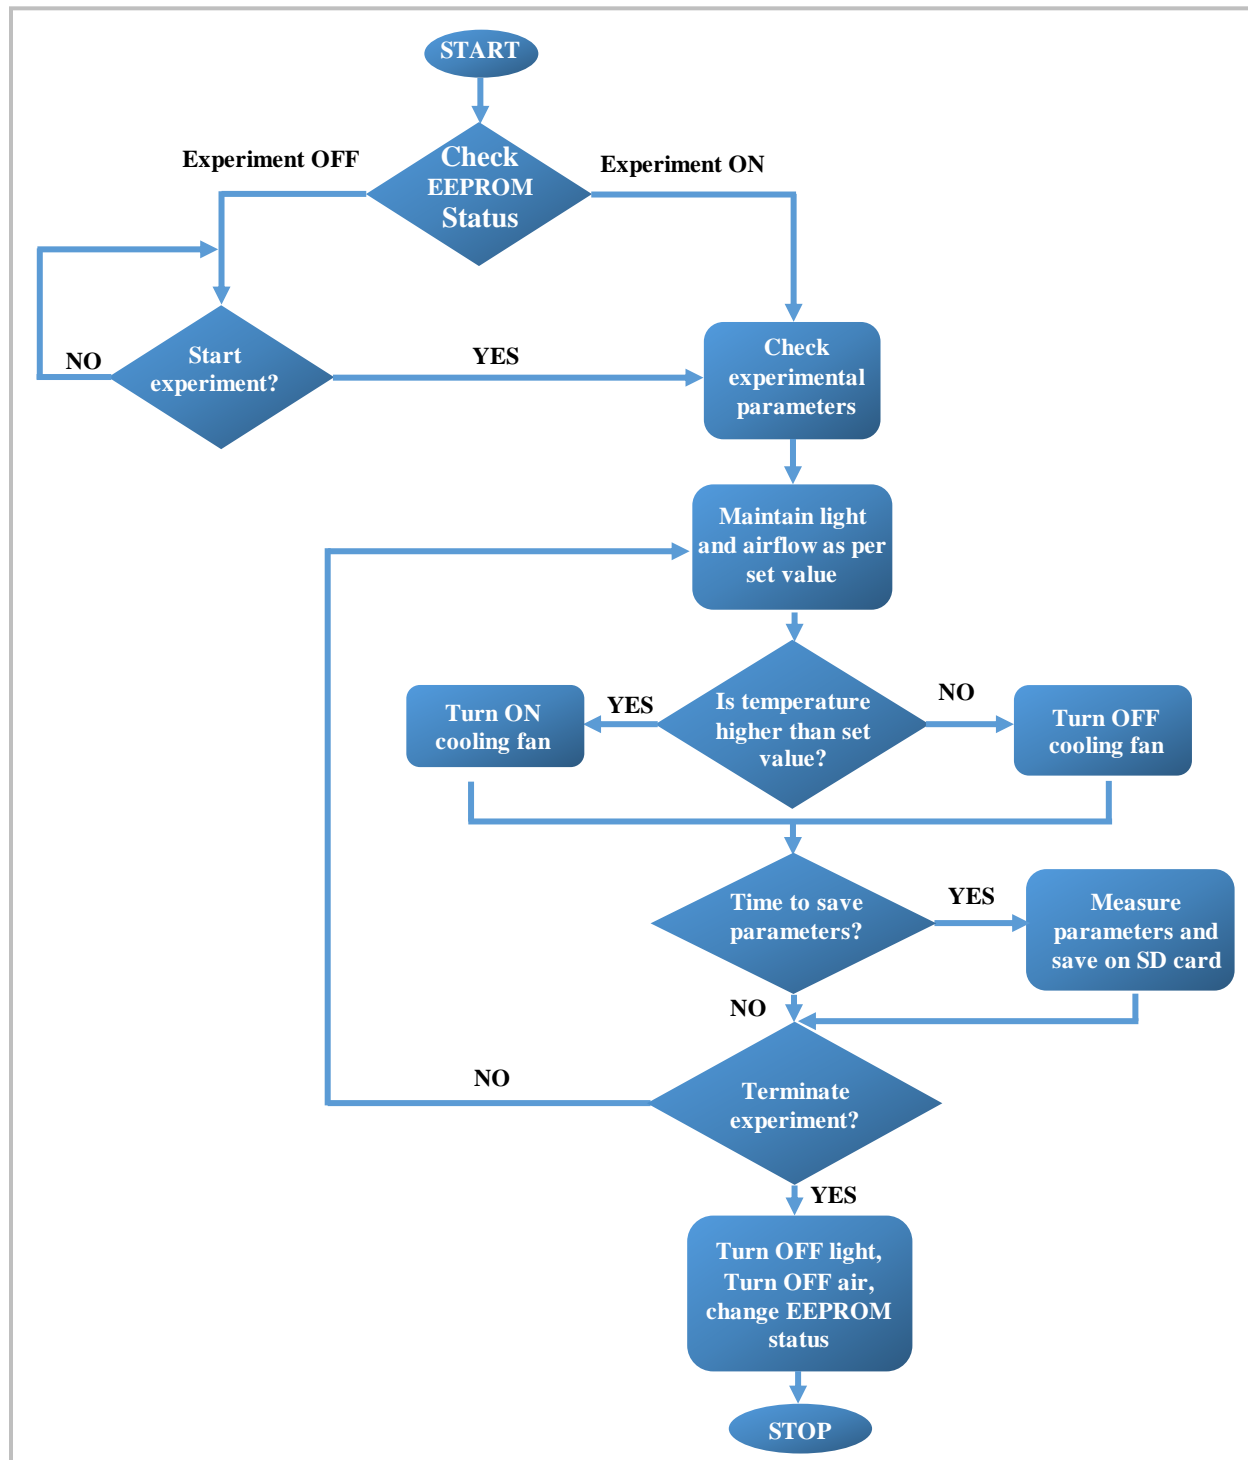 START
Experiment OFF
Experiment ON
Check
EEPROM
Status
NO
Start
experiment?
YES
Check
experimental
parameters
Maintain light
and airflow as per
set value
Turn ON
cooling fan
YES
Is temperature
higher than set
value?
NO
Turn OFF
cooling fan
Time to save
parameters?
YES
Measure
parameters and
save on SD card
NO
NO
Terminate
experiment?
YES
Turn OFF light,
Turn OFF air,
change EEPROM
status
STOP